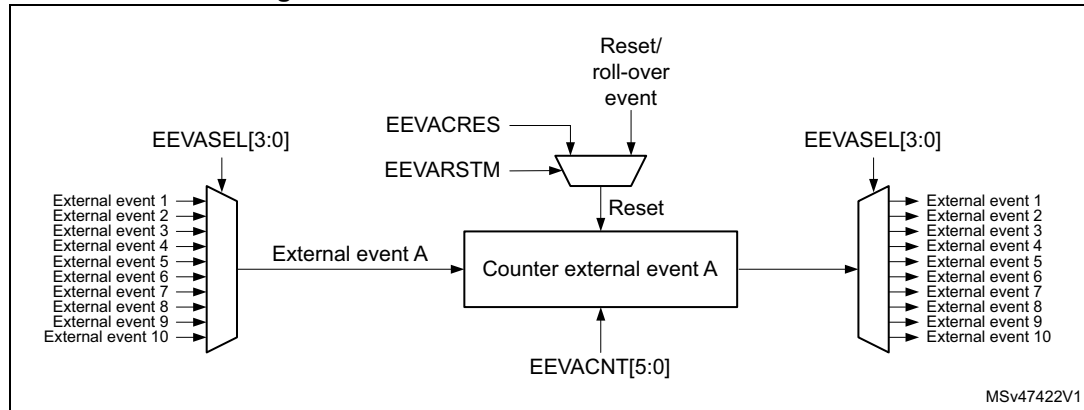 Reset/
roll-over
event
EEVACRES
EEVARSTM
EEVASEL[3:0]
EEVASEL[3:0]
External event 1
External event 2
External event 3
External event 4
External event 5
External event 6
External event 7
External event 8
External event 9
External event 10
External event A
Reset
Counter external event A
EEVACNT[5:0]
External event 1
External event 2
External event 3
External event 4
External event 5
External event 6
External event 7
External event 8
External event 9
External event 10
MSv47422V1